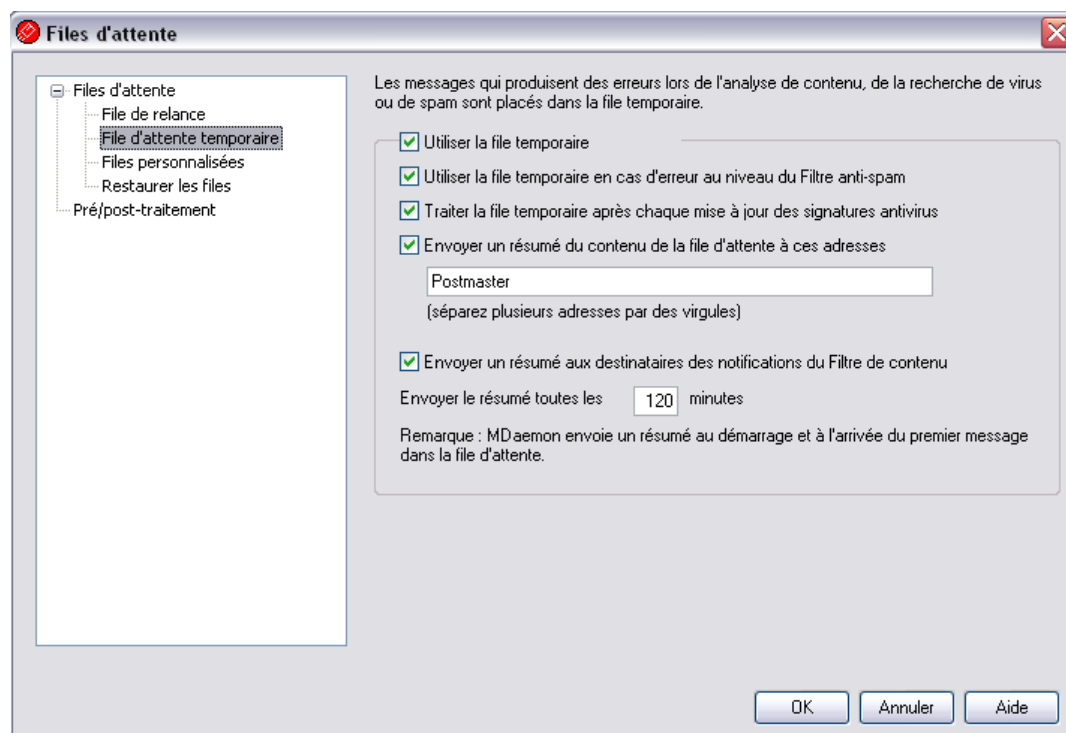 Files d'attente
Files d'attente
File de relance
File d'attente temporaire
Files personnalisées
Restaurer les files
Pré/post-traitement
Les messages qui produisent des erreurs lors de l'analyse de contenu, de la recherche de virus
ou de spam sont placés dans la file temporaire.
Utiliser la file temporaire
Utiliser la file temporaire en cas d'erreur au niveau du Filtre anti-spam
Traiter la file temporaire après chaque mise à jour des signatures antivirus
Envoyer un résumé du contenu de la file d'attente à ces adresses
Postmaster
(séparez plusieurs adresses par des virgules)
Envoyer un résumé aux destinataires des notifications du Filtre de contenu
Envoyer le résumé toutes les 120 minutes
Remarque : MDaemon envoie un résumé au démarrage et à l'arrivée du premier message
dans la file d'attente.
OK Annuler Aide